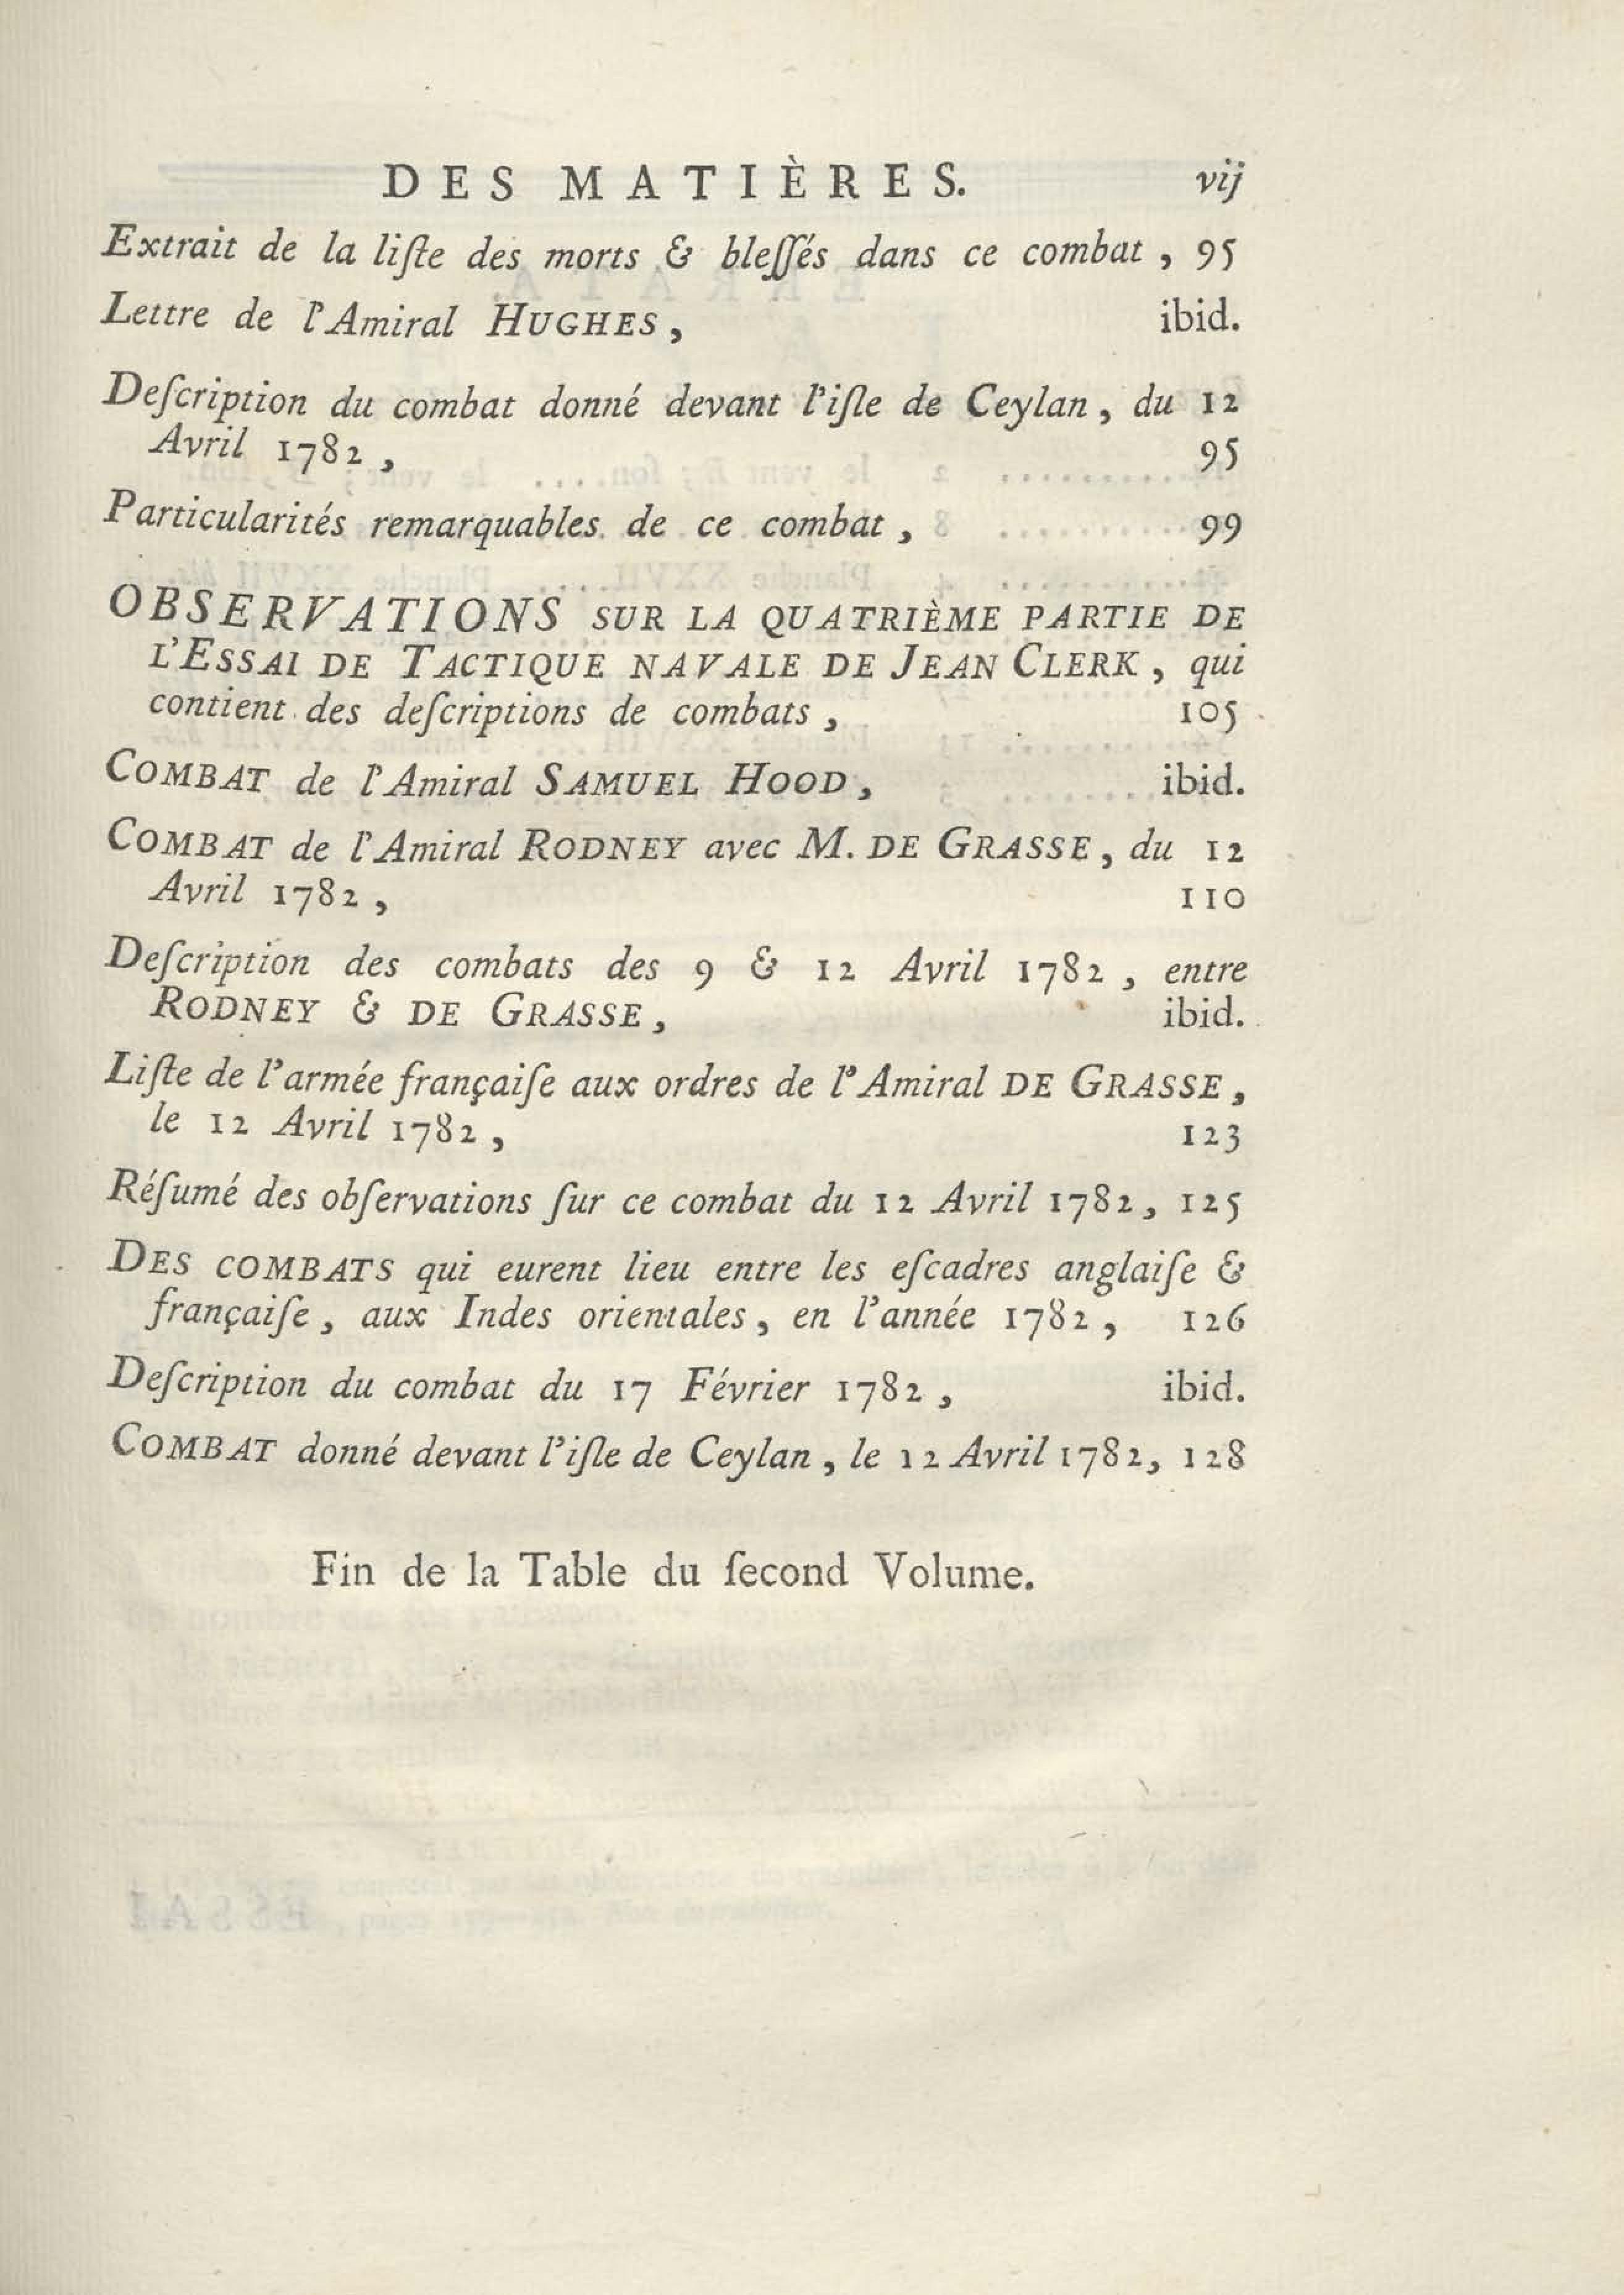 DES MATIÈRES. vij
Extrait de la liſte des morts & bleſſés dans ce combat, 95
Lettre de l'Amiral HUGHES, ibid.
Deſcription du combat donné devant l'iſle de Ceylan, du 12
Avril 1782, 95
Particularités remarquables de ce combat, 99
OBSERVATIONS SUR LA QUATRIÈME PARTIE DE
L'ESSAI DE TACTIQUE NAVALE DE JEAN CLERK, qui
contient des deſcriptions de combats, 105
COMBAT de l'Amiral SAMUEL HOOD, ibid.
COMBAT de l'Amiral RODNEY avec M. DE GRASSE, du 12
Avril 1782, 110
Deſcription des combats des 9 & 12 Avril 1782, entre
RODNEY & DE GRASSE, ibid.
Liſte de l'armée françaiſe aux ordres de l'Amiral DE GRASSE,
le 12 Avril 1782, 123
Réſumé des obſervations ſur ce combat du 12 Avril 1782, 125
DES COMBATS qui eurent lieu entre les eſcadres anglaiſe &
françaiſe, aux Indes orientales, en l'année 1782, 126
Deſcription du combat du 17 Février 1782, ibid.
COMBAT donné devant l'iſle de Ceylan, le 12 Avril 1782, 128
Fin de la Table du ſecond Volume.